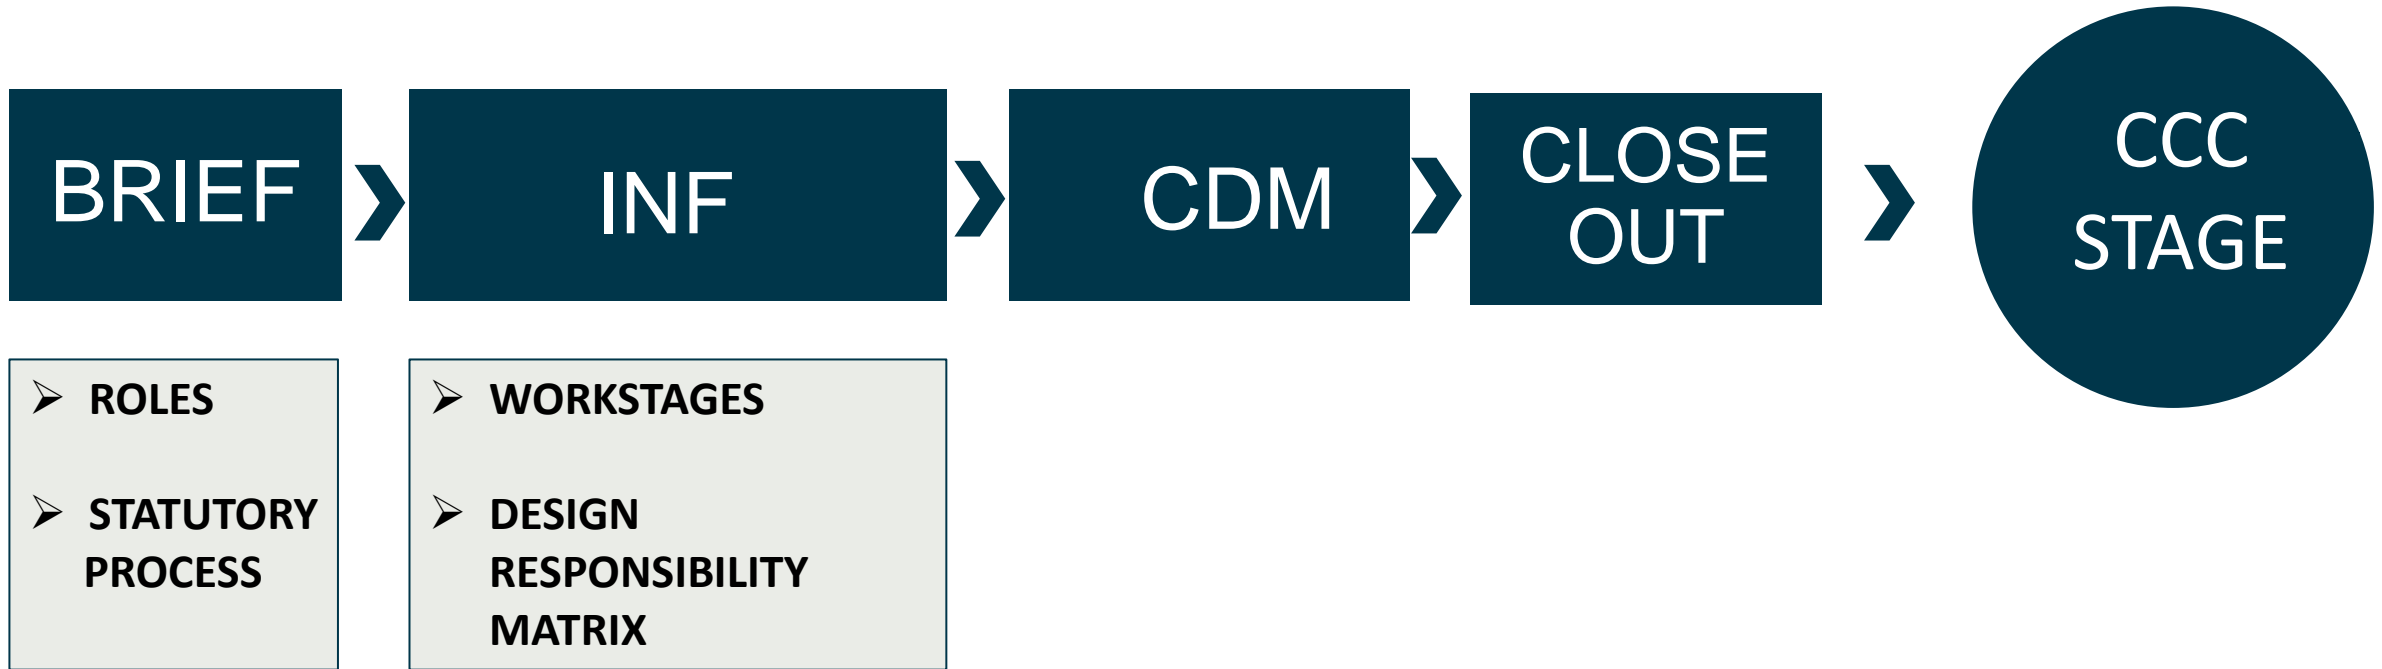 BRIEF
INF
CDM
CLOSE
OUT
CCC
STAGE
ROLES
STATUTORY
PROCESS
WORKSTAGES
DESIGN
RESPONSIBILITY
MATRIX